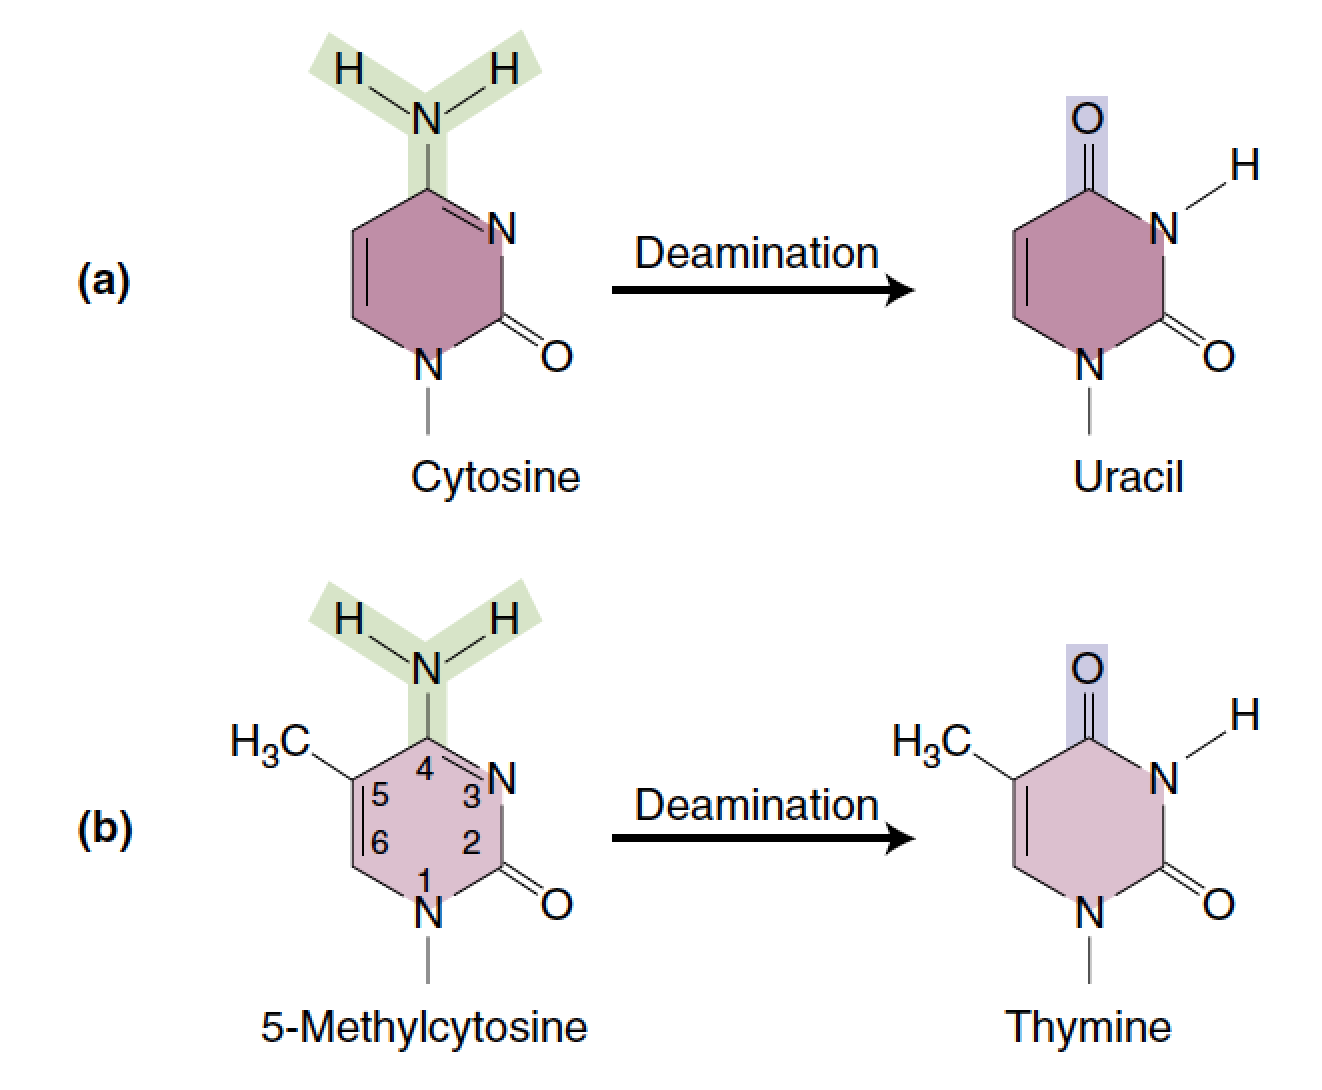 H H
N
O
H
N
N
(a)
Deamination
O
O
N
N
Cytosine
Uracil
H H
N
O
H
H₃C
H₃C
4
N
N
5
3
(b)
Deamination
6
2
1
O
O
N
N
5-Methylcytosine
Thymine